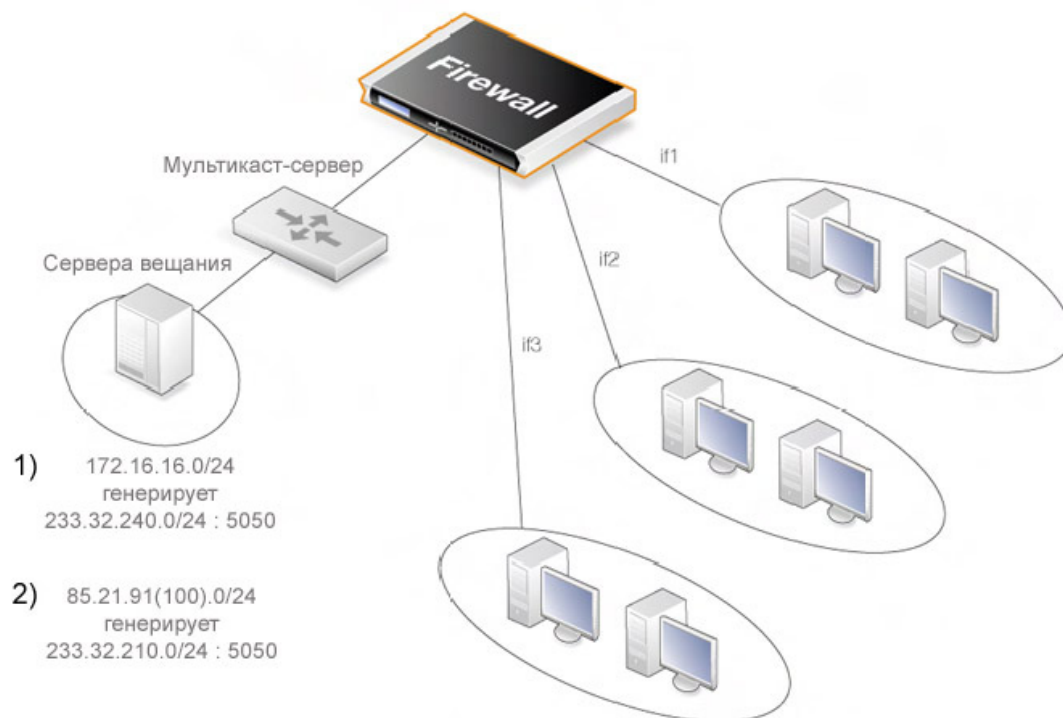 Firewall
Мультикаст-сервер
if1
Сервера вещания
if2
if3
1) 172.16.16.0/24
генерирует
233.32.240.0/24 : 5050
2) 85.21.91(100).0/24
генерирует
233.32.210.0/24 : 5050